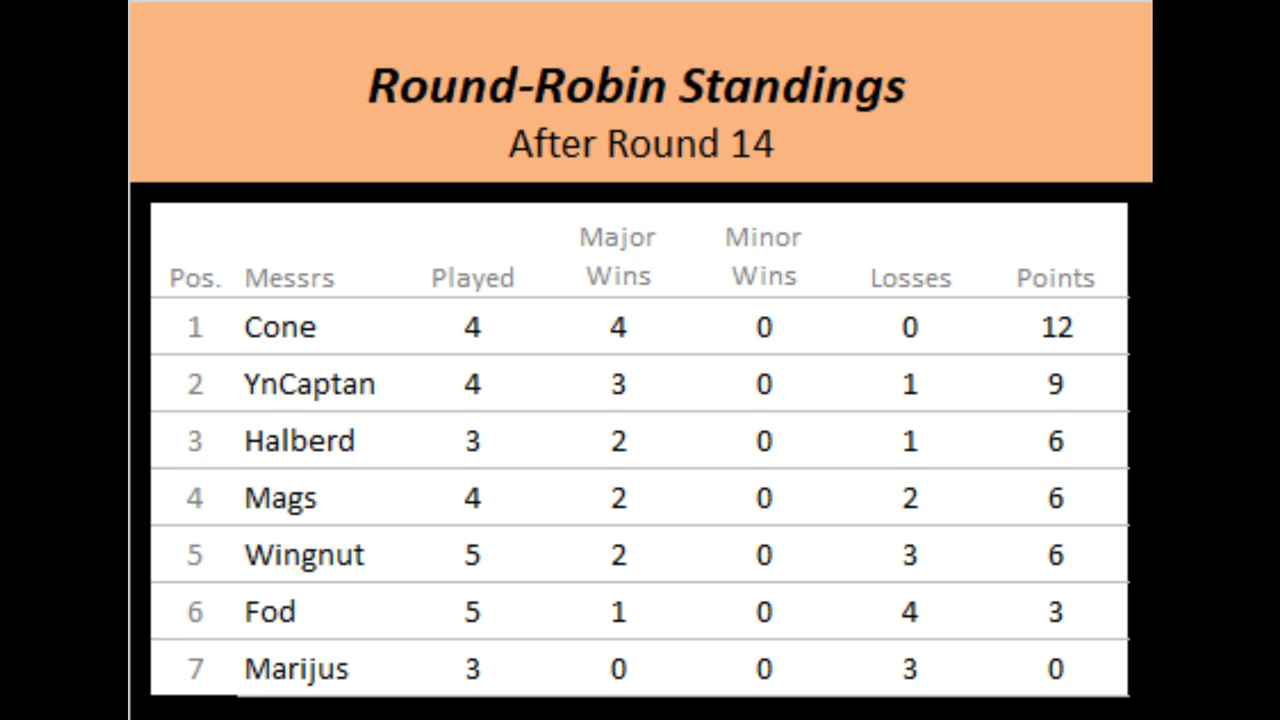 Round-Robin Standings
After Round 14
Major Minor
Pos. Messrs Played Wins Wins Losses Points
1 Cone 4 4 0 0 12
2 YnCaptan 4 3 0 1 9
3 Halberd 3 2 0 1 6
4 Mags 4 2 0 2 6
5 Wingnut 5 2 0 3 6
6 Fod 5 1 0 4 3
7 Marijus 3 0 0 3 0